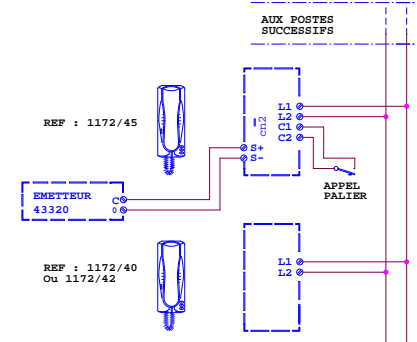 AUX POSTES
SUCCESSIFS
REF : 1172/45
L1
L2
C1
C2
cn2
S+
S-
APPEL
PALIER
EMETTEUR
43320
C
0
REF : 1172/40
Ou 1172/42
L1
L2